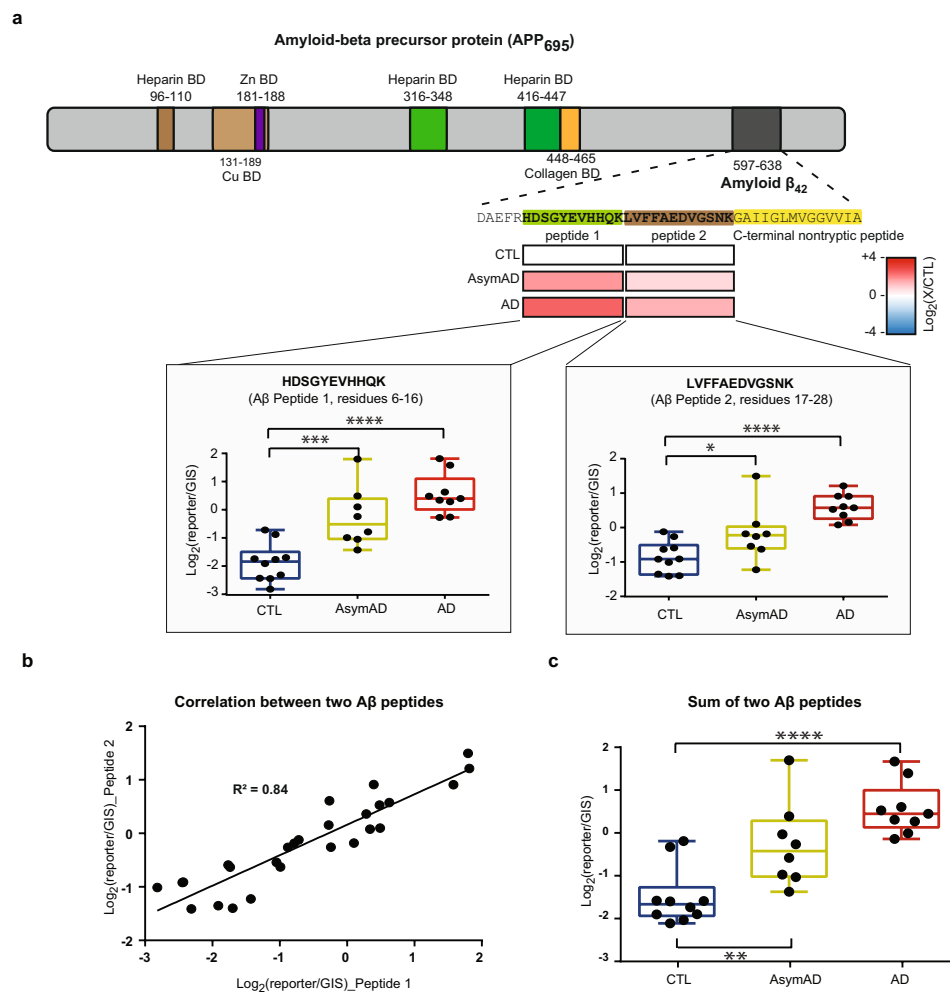 a
Amyloid-beta precursor protein (APP695)
Heparin BD
96-110
Zn BD
181-188
Heparin BD
316-348
Heparin BD
416-447
131-189
Cu BD
448-465
Collagen BD
597-638
Amyloid β42
DAEFRHDSGYEVHHQKLVFFAEDVGSNKGAIIGLMVGGVVIA
peptide 1
peptide 2
C-terminal nontryptic peptide
CTL
AsymAD
AD
+4
0
-4
Log2(X/CTL)
HDSGYEVHHQK
(Aβ Peptide 1, residues 6-16)
****
***
Log2(reporter/GIS)
2
1
0
-1
-2
-3
CTL
AsymAD
AD
LVFFAEDVGSNK
(Aβ Peptide 2, residues 17-28)
****
*
Log2(reporter/GIS)
2
1
0
-1
-2
CTL
AsymAD
AD
b
Correlation between two Aβ peptides
R² = 0.84
Log2(reporter/GIS)_Peptide 2
2
1
0
-1
-2
-3
-2
-1
0
1
2
Log2(reporter/GIS)_Peptide 1
c
Sum of two Aβ peptides
****
Log2(reporter/GIS)
2
1
0
-1
-2
-3
**
CTL
AsymAD
AD